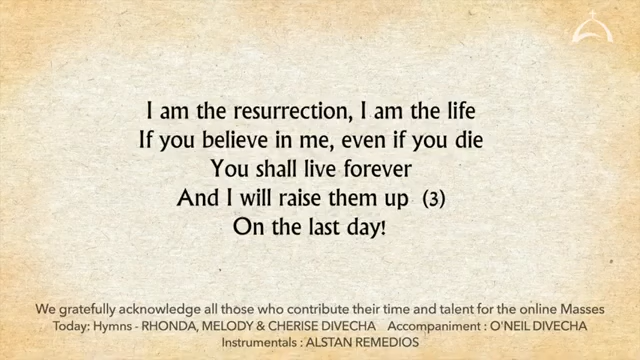 I am the resurrection, I am the life
If you believe in me, even if you die
You shall live forever
And I will raise them up (3)
On the last day!
We gratefully acknowledge all those who contribute their time and talent for the online Masses
Today: Hymns - RHONDA, MELODY & CHERISE DIVECHA Accompaniment : O'NEIL DIVECHA
Instrumentals : ALSTAN REMEDIOS